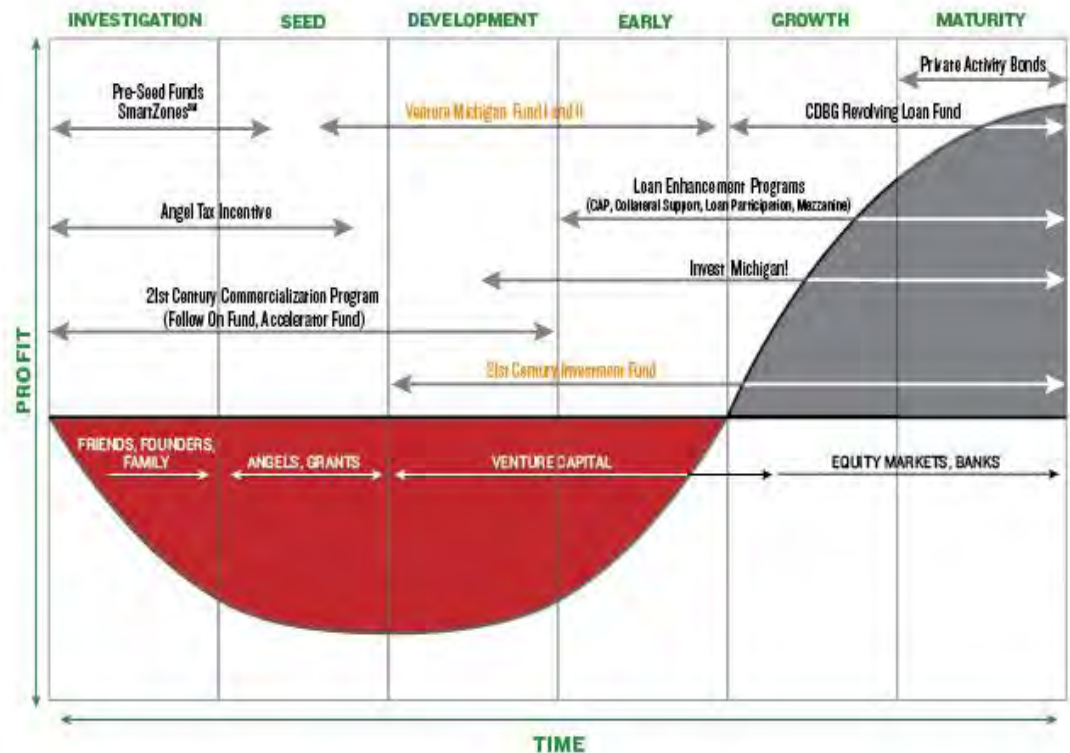 INVESTIGATION SEED DEVELOPMENT EARLY GROWTH MATURITY
Private Activity Bonds
Pre-Seed Funds
SmartZones℠
Venture Michigan Fund I and II
CDBG Revolving Loan Fund
Loan Enhancement Programs
(CAP, Collateral Support, Loan Participation, Mezzanine)
Angel Tax Incentive
Invest Michigan!
21st Century Commercialization Program
(Follow On Fund, Accelerator Fund)
21st Century Investment Fund
PROFIT
FRIENDS, FOUNDERS,
FAMILY
ANGELS, GRANTS
VENTURE CAPITAL
EQUITY MARKETS, BANKS
TIME